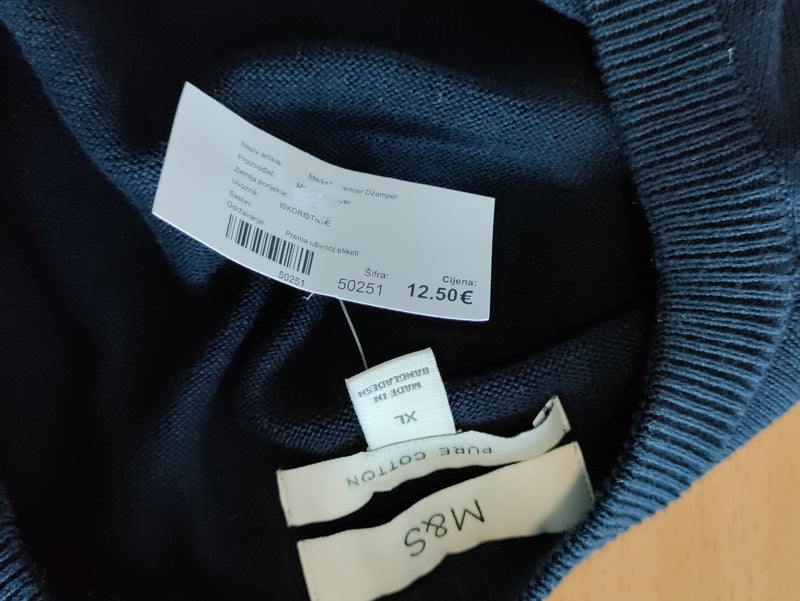 Naziv artikla: Marks Spencer Džemper
Proizvođač:
Zemlja porijekla:
Uvoznik ISKORISTI
Sastav:
Održavanje: Prema ušivnoj etiketi
50251
Šifra:
50251
Cijena:
12.50€
MADE IN
BANGLADESH
XL
PURE COTTON
M&S